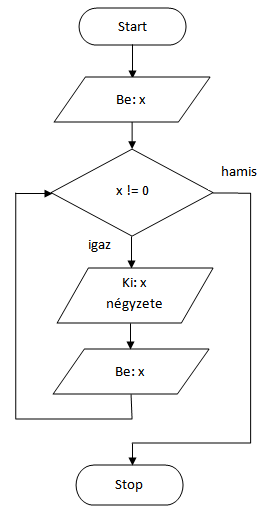 Start
Be: x
x != 0
hamis
igaz
Ki: x
négyzete
Be: x
Stop